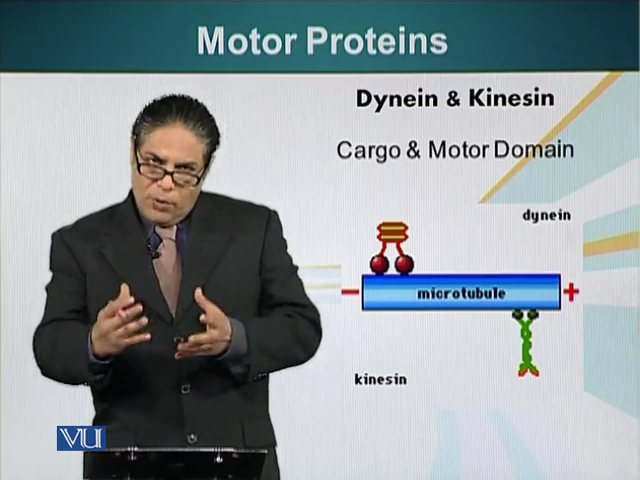 Motor Proteins
Dynein & Kinesin
Cargo & Motor Domain
dynein
− microtubule +
kinesin
VU